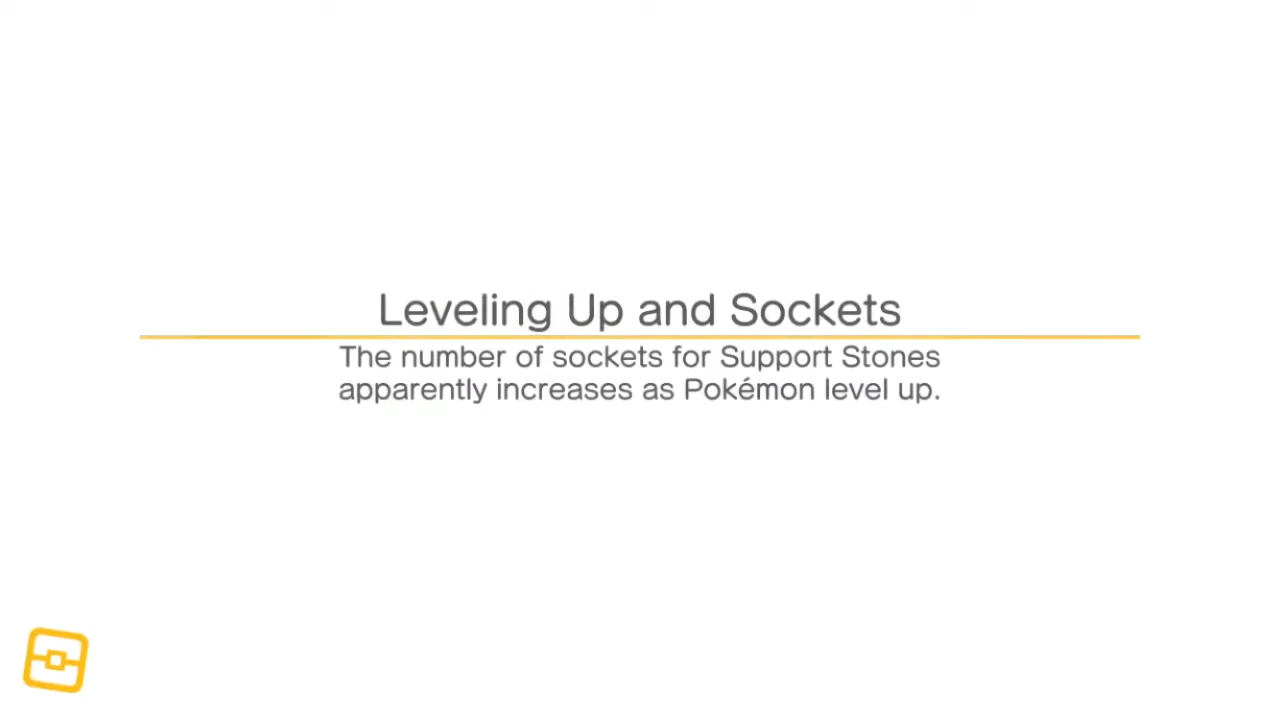 Leveling Up and Sockets
The number of sockets for Support Stones
apparently increases as Pokémon level up.